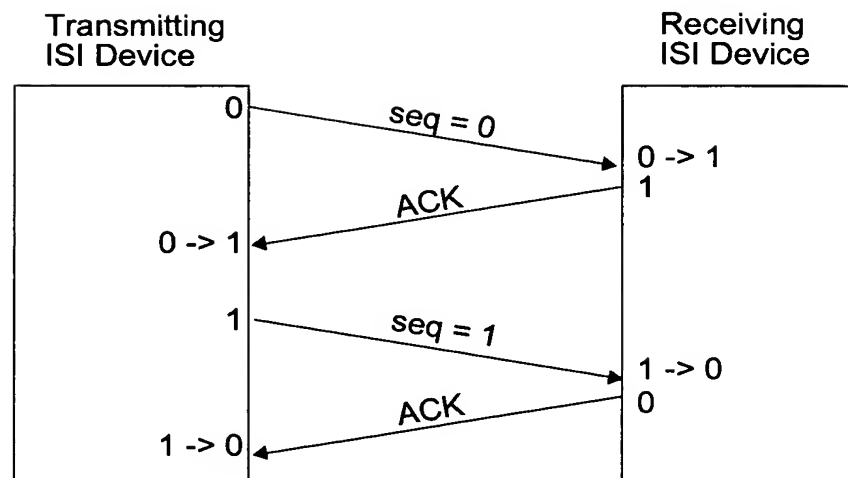 Transmitting
ISI Device
Receiving
ISI Device
0
seq = 0
0 -> 1
1
ACK
0 -> 1
1
seq = 1
1 -> 0
0
ACK
1 -> 0